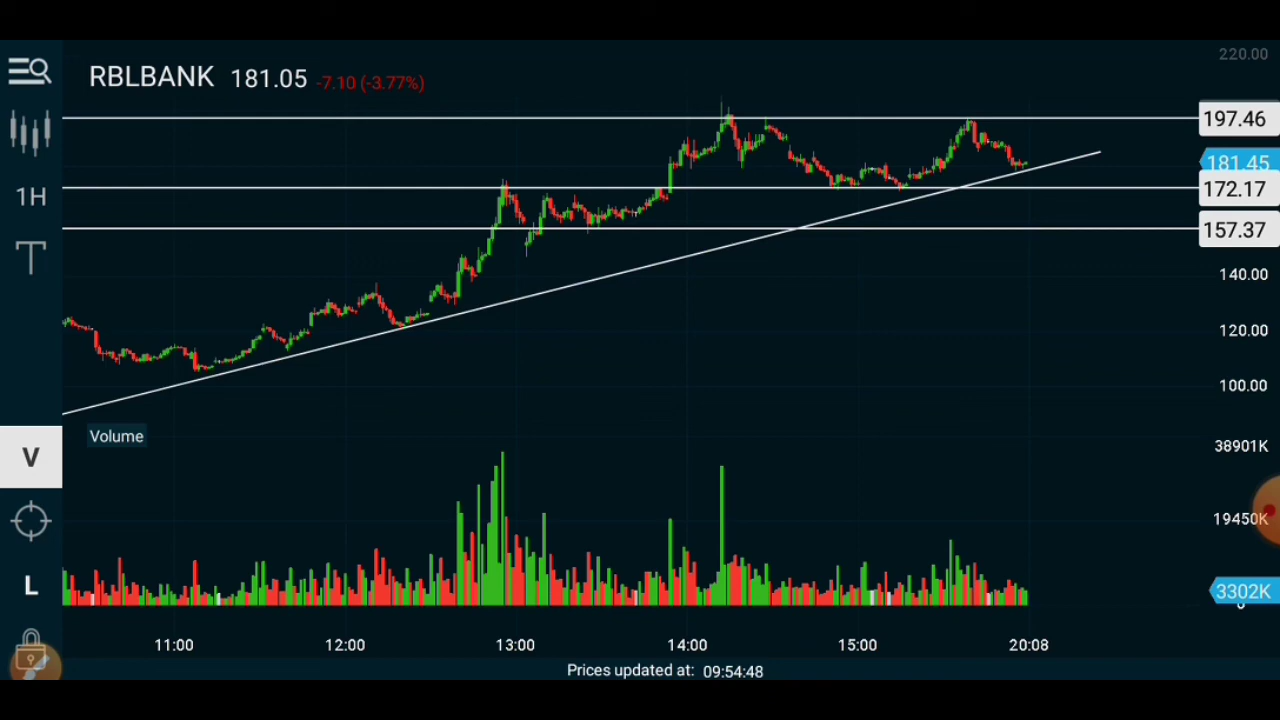 220.00
RBLBANK 181.05 -7.10 (-3.77%)
197.46
181.45
1H
172.17
157.37
T
140.00
120.00
100.00
Volume
38901K
V
19450K
L
3302K
0
11:00 12:00 13:00 14:00 15:00 20:08
Prices updated at: 09:54:48